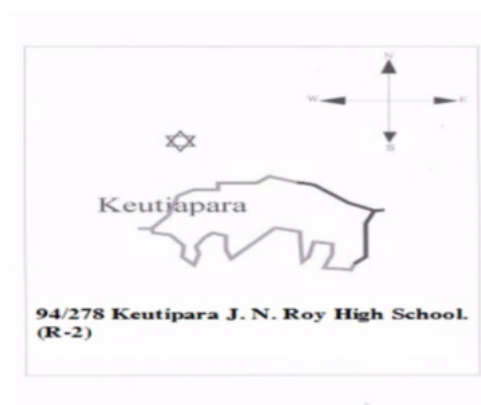 N
W E
S
Keutiapara
94/278 Keutipara J. N. Roy High School.
(R-2)